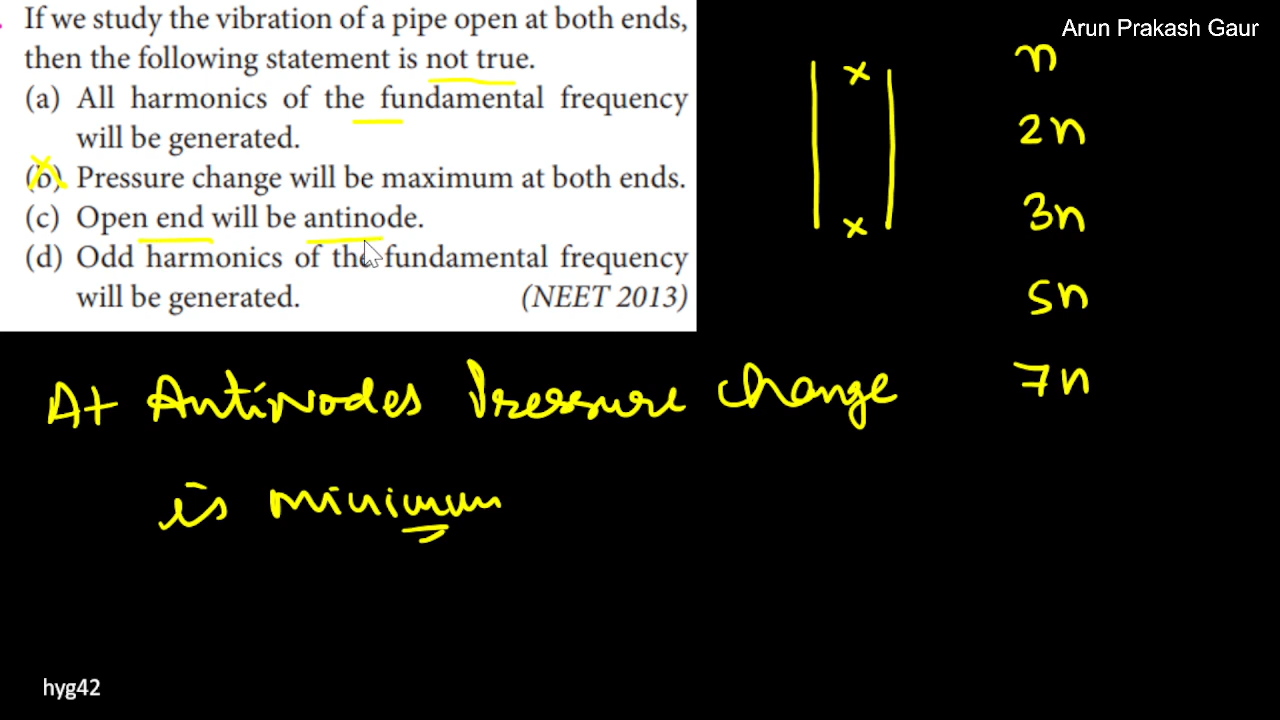 Arun Prakash Gaur
If we study the vibration of a pipe open at both ends,
then the following statement is not true.
(a) All harmonics of the fundamental frequency
will be generated.
(b) Pressure change will be maximum at both ends.
(c) Open end will be antinode.
(d) Odd harmonics of the fundamental frequency
will be generated. (NEET 2013)
x
x
n
2n
3n
5n
7n
At Antinodes Pressure change
is minimum
hyg42